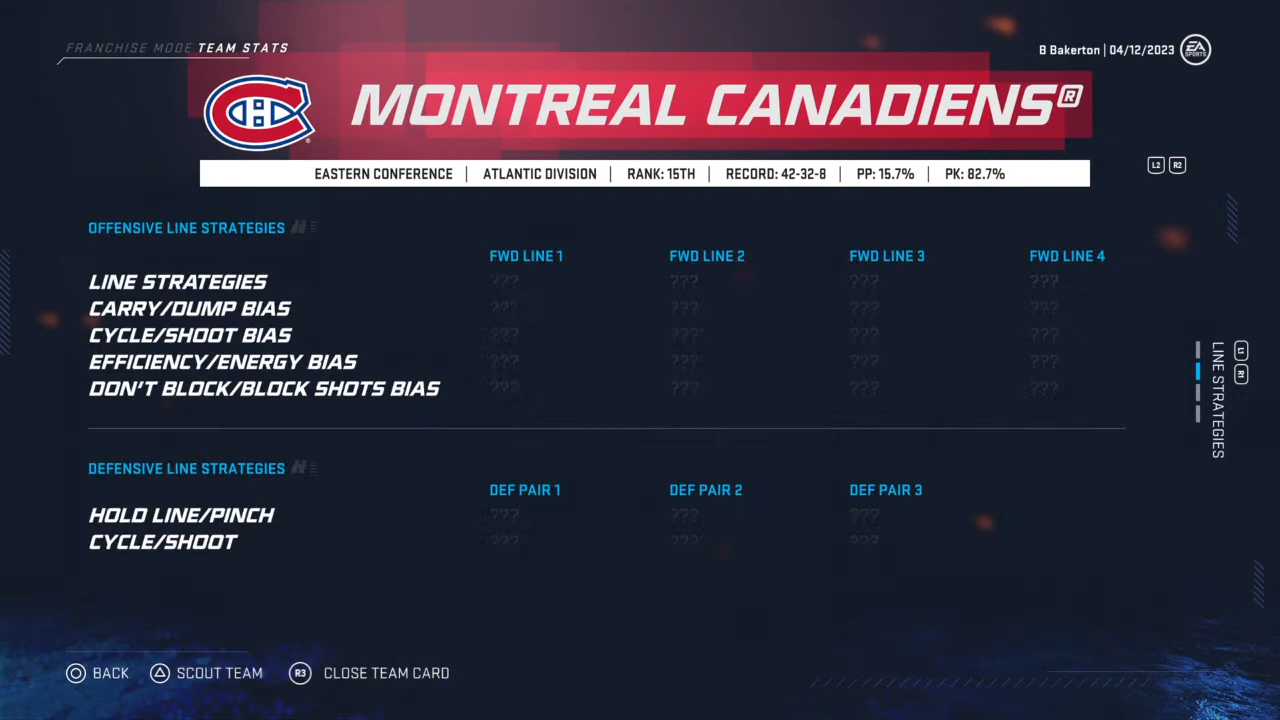 FRANCHISE MODE TEAM STATS
B Bakerton | 04/12/2023
EA SPORTS
MONTREAL CANADIENS®
EASTERN CONFERENCE | ATLANTIC DIVISION | RANK: 15TH | RECORD: 42-32-8 | PP: 15.7% | PK: 82.7%
L2 R2
OFFENSIVE LINE STRATEGIES
FWD LINE 1 FWD LINE 2 FWD LINE 3 FWD LINE 4
LINE STRATEGIES ??? ??? ??? ???
CARRY/DUMP BIAS ??? ??? ??? ???
CYCLE/SHOOT BIAS ??? ??? ??? ???
EFFICIENCY/ENERGY BIAS ??? ??? ??? ???
DON'T BLOCK/BLOCK SHOTS BIAS ??? ??? ??? ???
L1 R1
LINE STRATEGIES
DEFENSIVE LINE STRATEGIES
DEF PAIR 1 DEF PAIR 2 DEF PAIR 3
HOLD LINE/PINCH ??? ??? ???
CYCLE/SHOOT ??? ??? ???
BACK SCOUT TEAM R3 CLOSE TEAM CARD